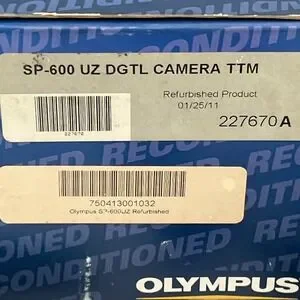 RECONDITIONED
SP-600 UZ DGTL CAMERA TTM
Refurbished Product
01/25/11
227670
227670 A
750413001032
Olympus SP-600UZ Refurbished
OLYMPUS